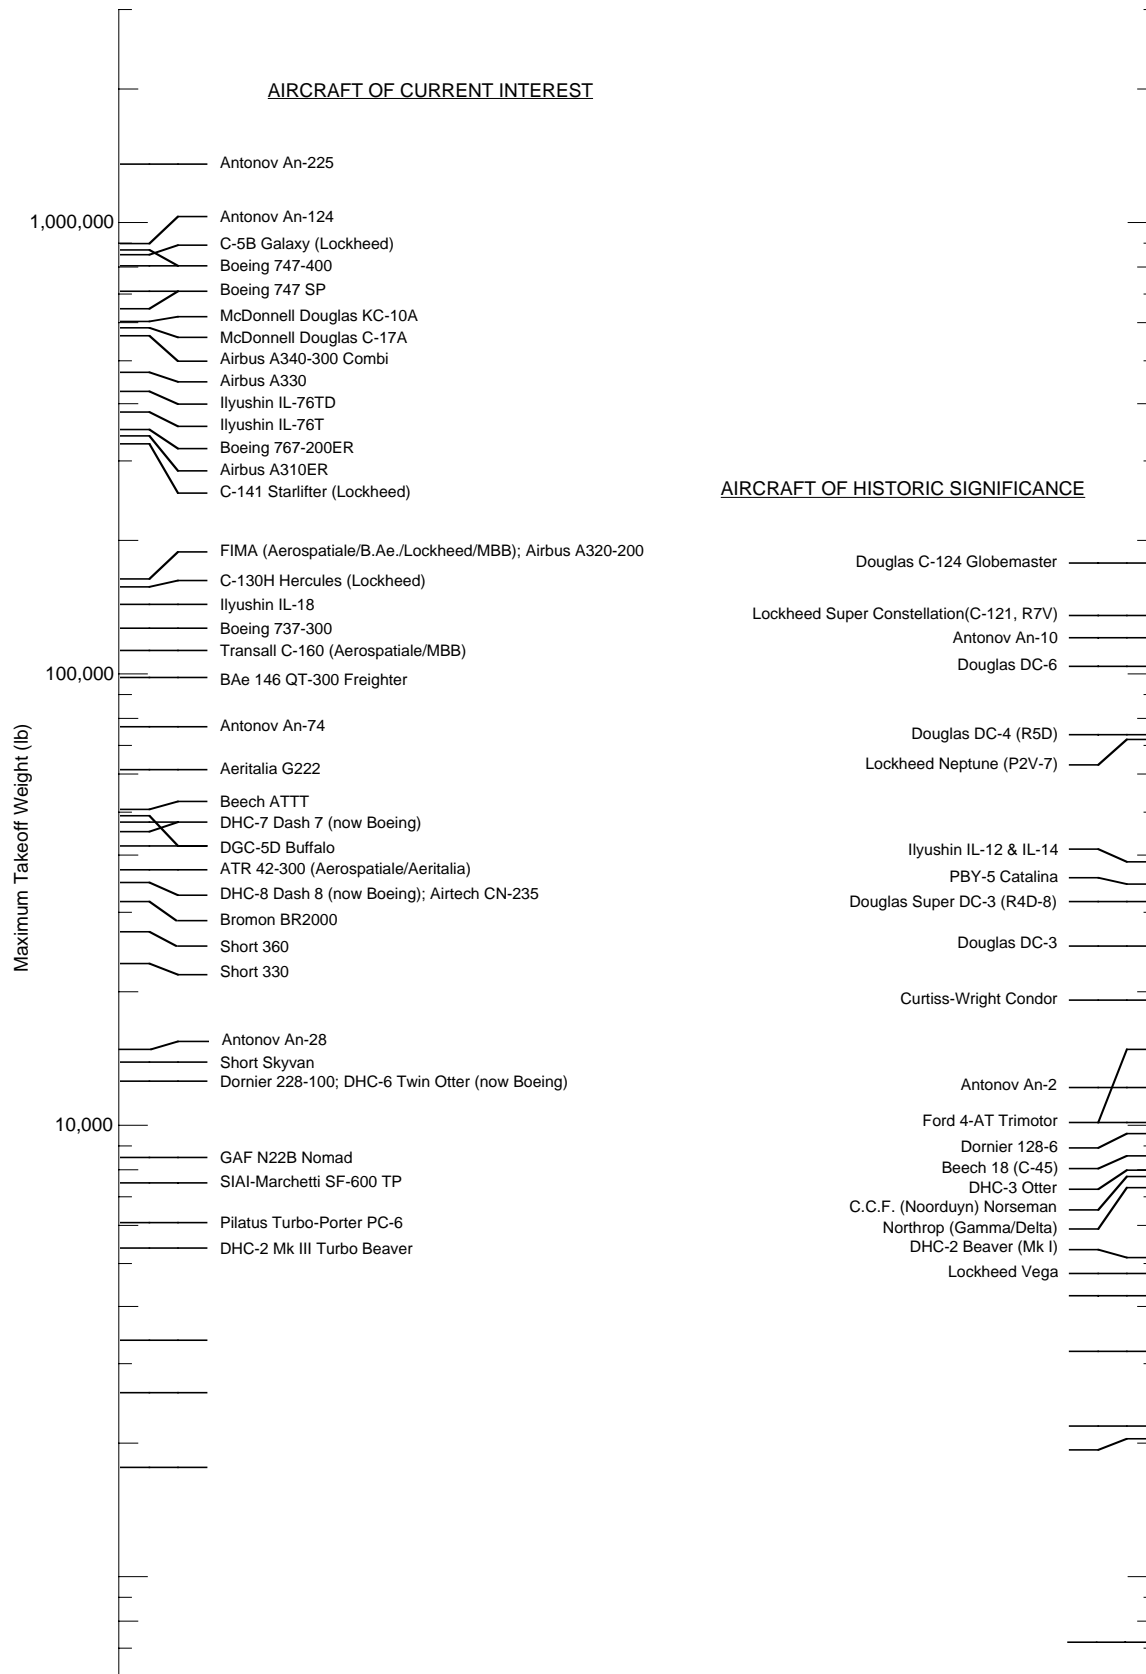 AIRCRAFT OF CURRENT INTEREST
Antonov An-225
1,000,000
Antonov An-124
C-5B Galaxy (Lockheed)
Boeing 747-400
Boeing 747 SP
McDonnell Douglas KC-10A
McDonnell Douglas C-17A
Airbus A340-300 Combi
Airbus A330
Ilyushin IL-76TD
Ilyushin IL-76T
Boeing 767-200ER
Airbus A310ER
C-141 Starlifter (Lockheed)
FIMA (Aerospatiale/B.Ae./Lockheed/MBB); Airbus A320-200
C-130H Hercules (Lockheed)
Ilyushin IL-18
Boeing 737-300
Transall C-160 (Aerospatiale/MBB)
100,000
BAe 146 QT-300 Freighter
Antonov An-74
Maximum Takeoff Weight (lb)
Aeritalia G222
Beech ATTT
DHC-7 Dash 7 (now Boeing)
DGC-5D Buffalo
ATR 42-300 (Aerospatiale/Aeritalia)
DHC-8 Dash 8 (now Boeing); Airtech CN-235
Bromon BR2000
Short 360
Short 330
Antonov An-28
Short Skyvan
Dornier 228-100; DHC-6 Twin Otter (now Boeing)
10,000
GAF N22B Nomad
SIAI-Marchetti SF-600 TP
Pilatus Turbo-Porter PC-6
DHC-2 Mk III Turbo Beaver
AIRCRAFT OF HISTORIC SIGNIFICANCE
Douglas C-124 Globemaster
Lockheed Super Constellation(C-121, R7V)
Antonov An-10
Douglas DC-6
Douglas DC-4 (R5D)
Lockheed Neptune (P2V-7)
Ilyushin IL-12 & IL-14
PBY-5 Catalina
Douglas Super DC-3 (R4D-8)
Douglas DC-3
Curtiss-Wright Condor
Antonov An-2
Ford 4-AT Trimotor
Dornier 128-6
Beech 18 (C-45)
DHC-3 Otter
C.C.F. (Noorduyn) Norseman
Northrop (Gamma/Delta)
DHC-2 Beaver (Mk I)
Lockheed Vega